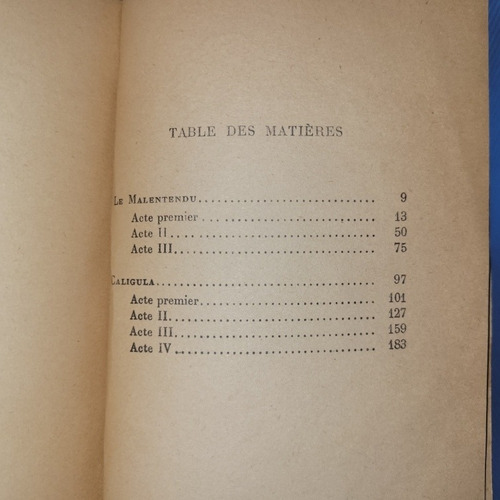 TABLE DES MATIÈRES
LE MALENTENDU. . . . . . . . . . . . . . . . . . . . . . . . . . . . 9
Acte premier . . . . . . . . . . . . . . . . . . . . . . . . . . . . 13
Acte II. . . . . . . . . . . . . . . . . . . . . . . . . . . . . . . . 50
Acte III. . . . . . . . . . . . . . . . . . . . . . . . . . . . . . . 75
CALIGULA. . . . . . . . . . . . . . . . . . . . . . . . . . . . . . . 97
Acte premier. . . . . . . . . . . . . . . . . . . . . . . . . . . . 101
Acte II. . . . . . . . . . . . . . . . . . . . . . . . . . . . . . . . 127
Acte III. . . . . . . . . . . . . . . . . . . . . . . . . . . . . . . 159
Acte IV . . . . . . . . . . . . . . . . . . . . . . . . . . . . . . . 183